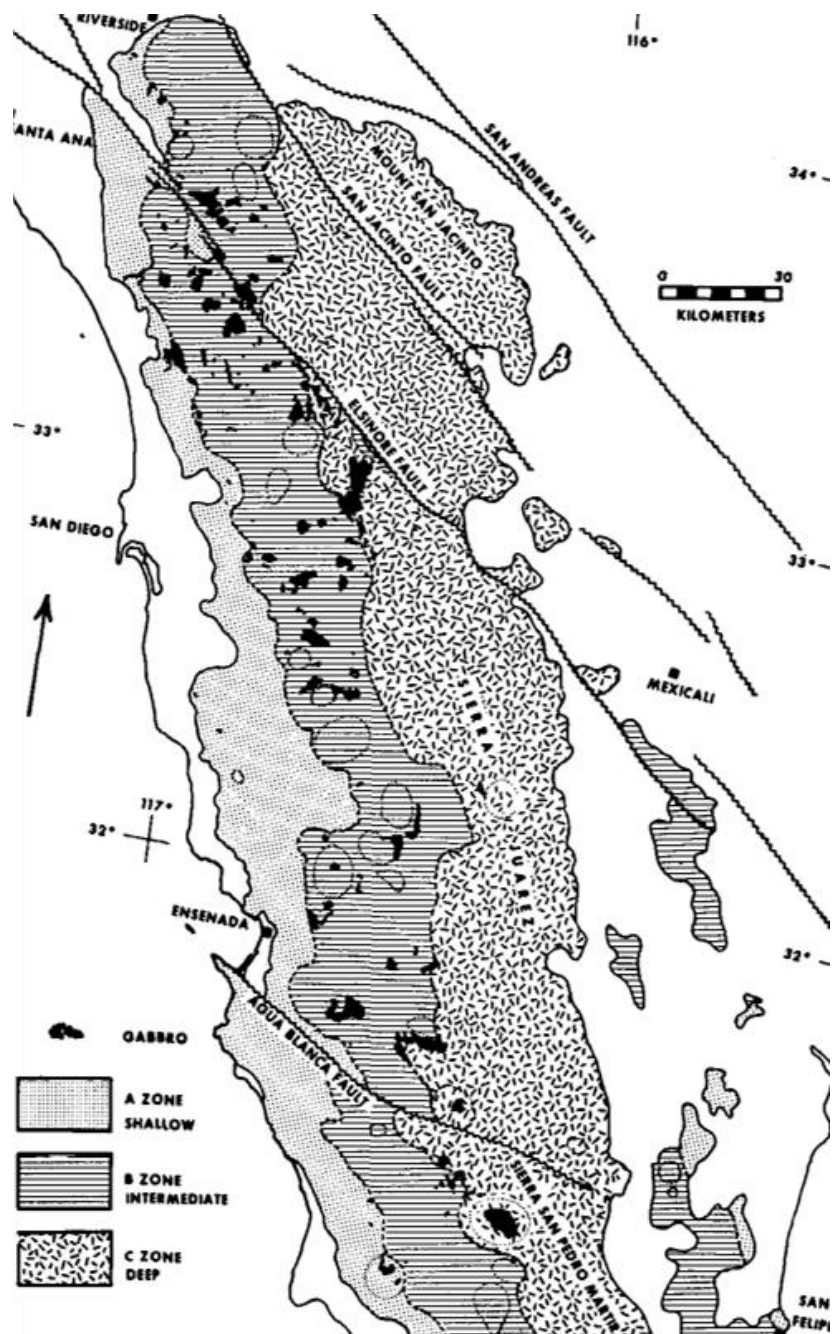 RIVERSIDE
116°
SAN ANDREAS FAULT
ANTA ANA
MOUNT SAN JACINTO
34°
SAN JACINTO FAULT
0 30
KILOMETERS
33°
ELSINORE FAULT
SAN DIEGO
33°
MEXICALI
SIERRA
JUAREZ
117°
32°
ENSENADA
32°
AGUA BLANCA FAULT
GABBRO
A ZONE
SHALLOW
B ZONE
INTERMEDIATE
SIERRA SAN PEDRO MARTIR
C ZONE
DEEP
SAN
FELIPE